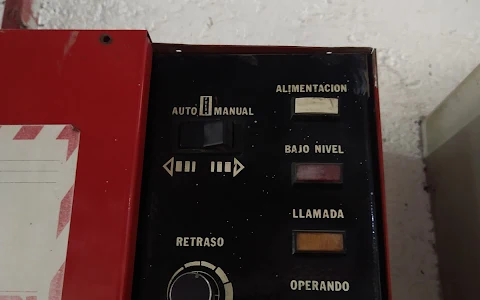 ALIMENTACION
AUTO MANUAL
BAJO NIVEL
LLAMADA
RETRASO
OPERANDO